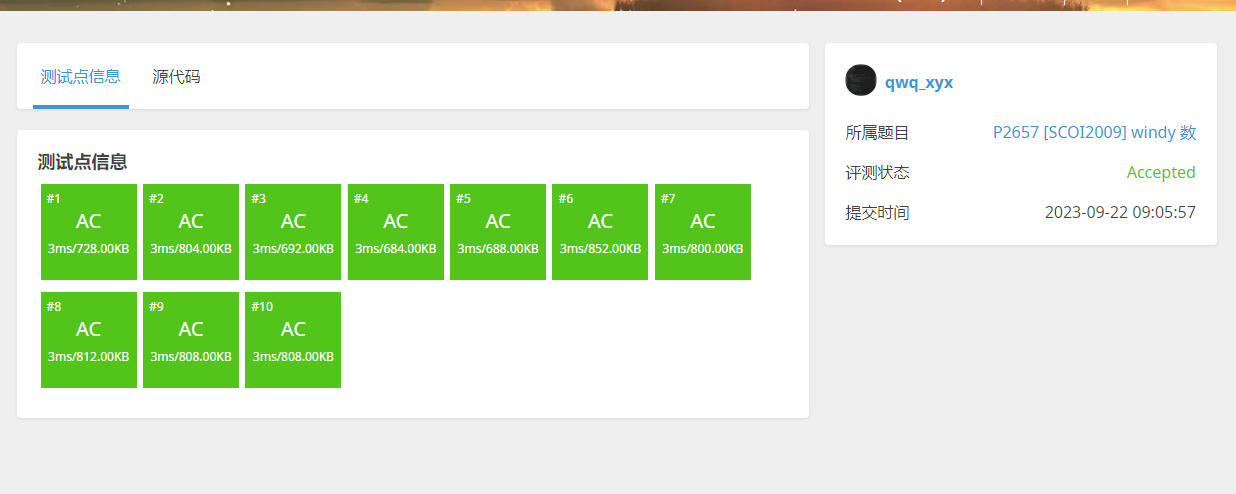 测试点信息 源代码
测试点信息
#1 #2 #3 #4 #5 #6 #7
AC AC AC AC AC AC AC
3ms/728.00KB 3ms/804.00KB 3ms/692.00KB 3ms/684.00KB 3ms/688.00KB 3ms/852.00KB 3ms/800.00KB
#8 #9 #10
AC AC AC
3ms/812.00KB 3ms/808.00KB 3ms/808.00KB
qwq_xyx
所属题目 P2657 [SCOI2009] windy 数
评测状态 Accepted
提交时间 2023-09-22 09:05:57